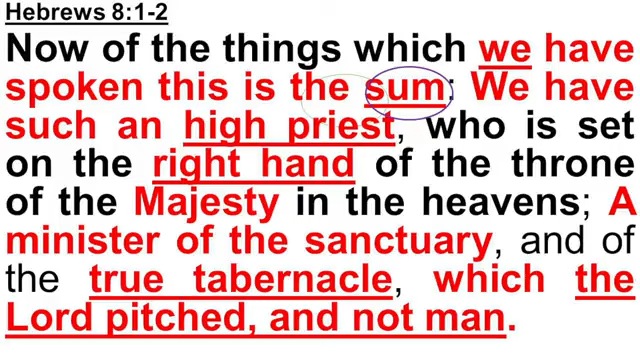 Hebrews 8:1-2
Now of the things which we have
spoken this is the sum: We have
such an high priest, who is set
on the right hand of the throne
of the Majesty in the heavens; A
minister of the sanctuary, and of
the true tabernacle, which the
Lord pitched, and not man.